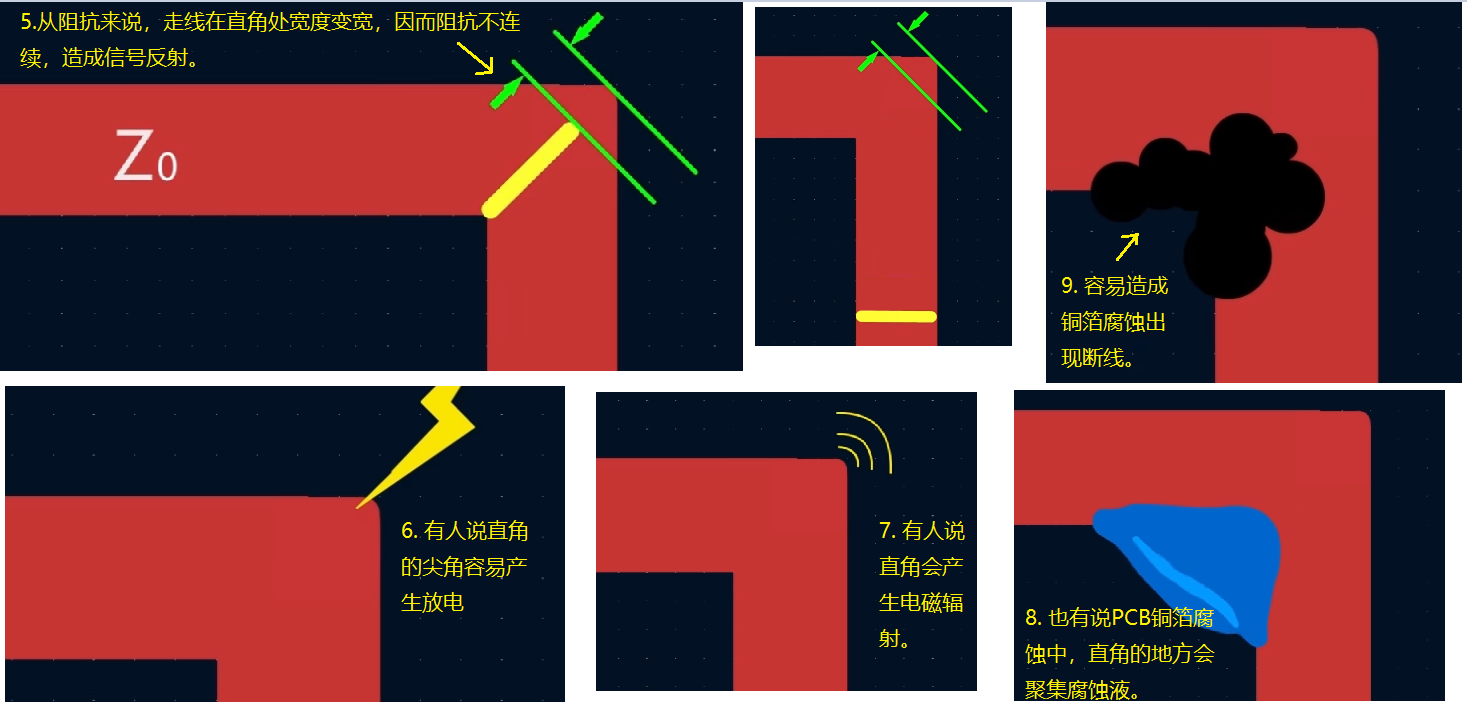 5.从阻抗来说，走线在直角处宽度变宽，因而阻抗不连
续，造成信号反射。
Z0
9. 容易造成
铜箔腐蚀出
现断线。
6. 有人说直角
的尖角容易产
生放电
7. 有人说
直角会产
生电磁辐
射。
8. 也有说PCB铜箔腐
蚀中，直角的地方会
聚集腐蚀液。